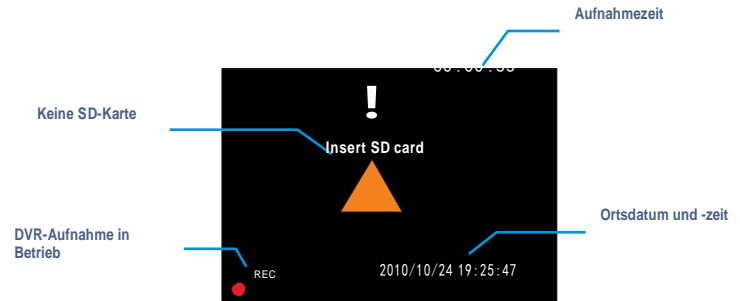 Aufnahmezeit
Keine SD-Karte
!
Insert SD card
Ortsdatum und -zeit
DVR-Aufnahme in
Betrieb
REC
2010/10/24 19:25:47